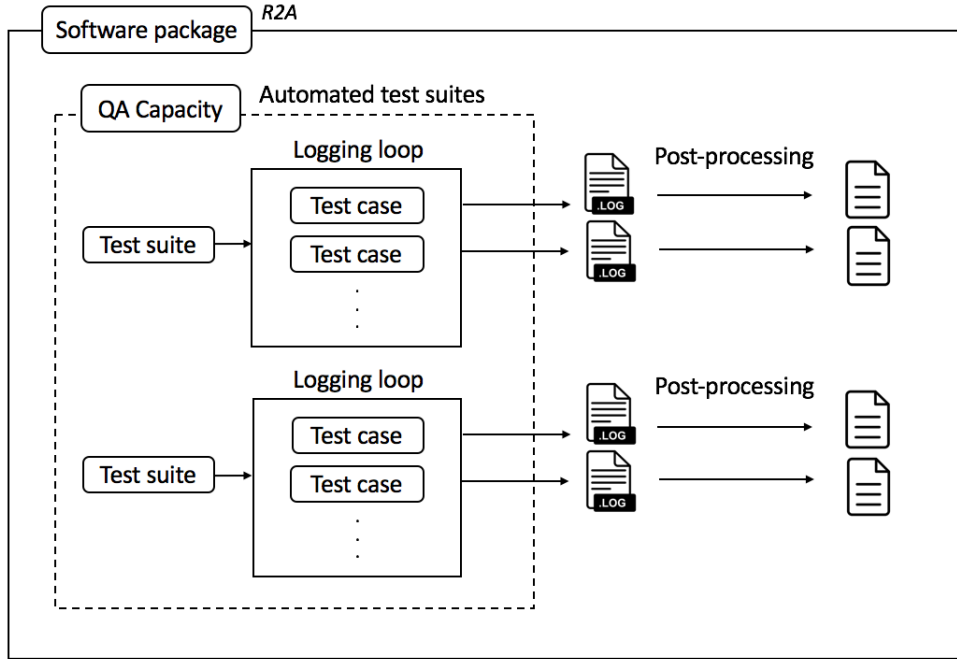 R2A
Software package
Automated test suites
QA Capacity
Logging loop
Post-processing
Test case
.LOG
Test suite
Test case
.LOG
.
.
.
Logging loop
Post-processing
Test case
.LOG
Test suite
Test case
.LOG
.
.
.